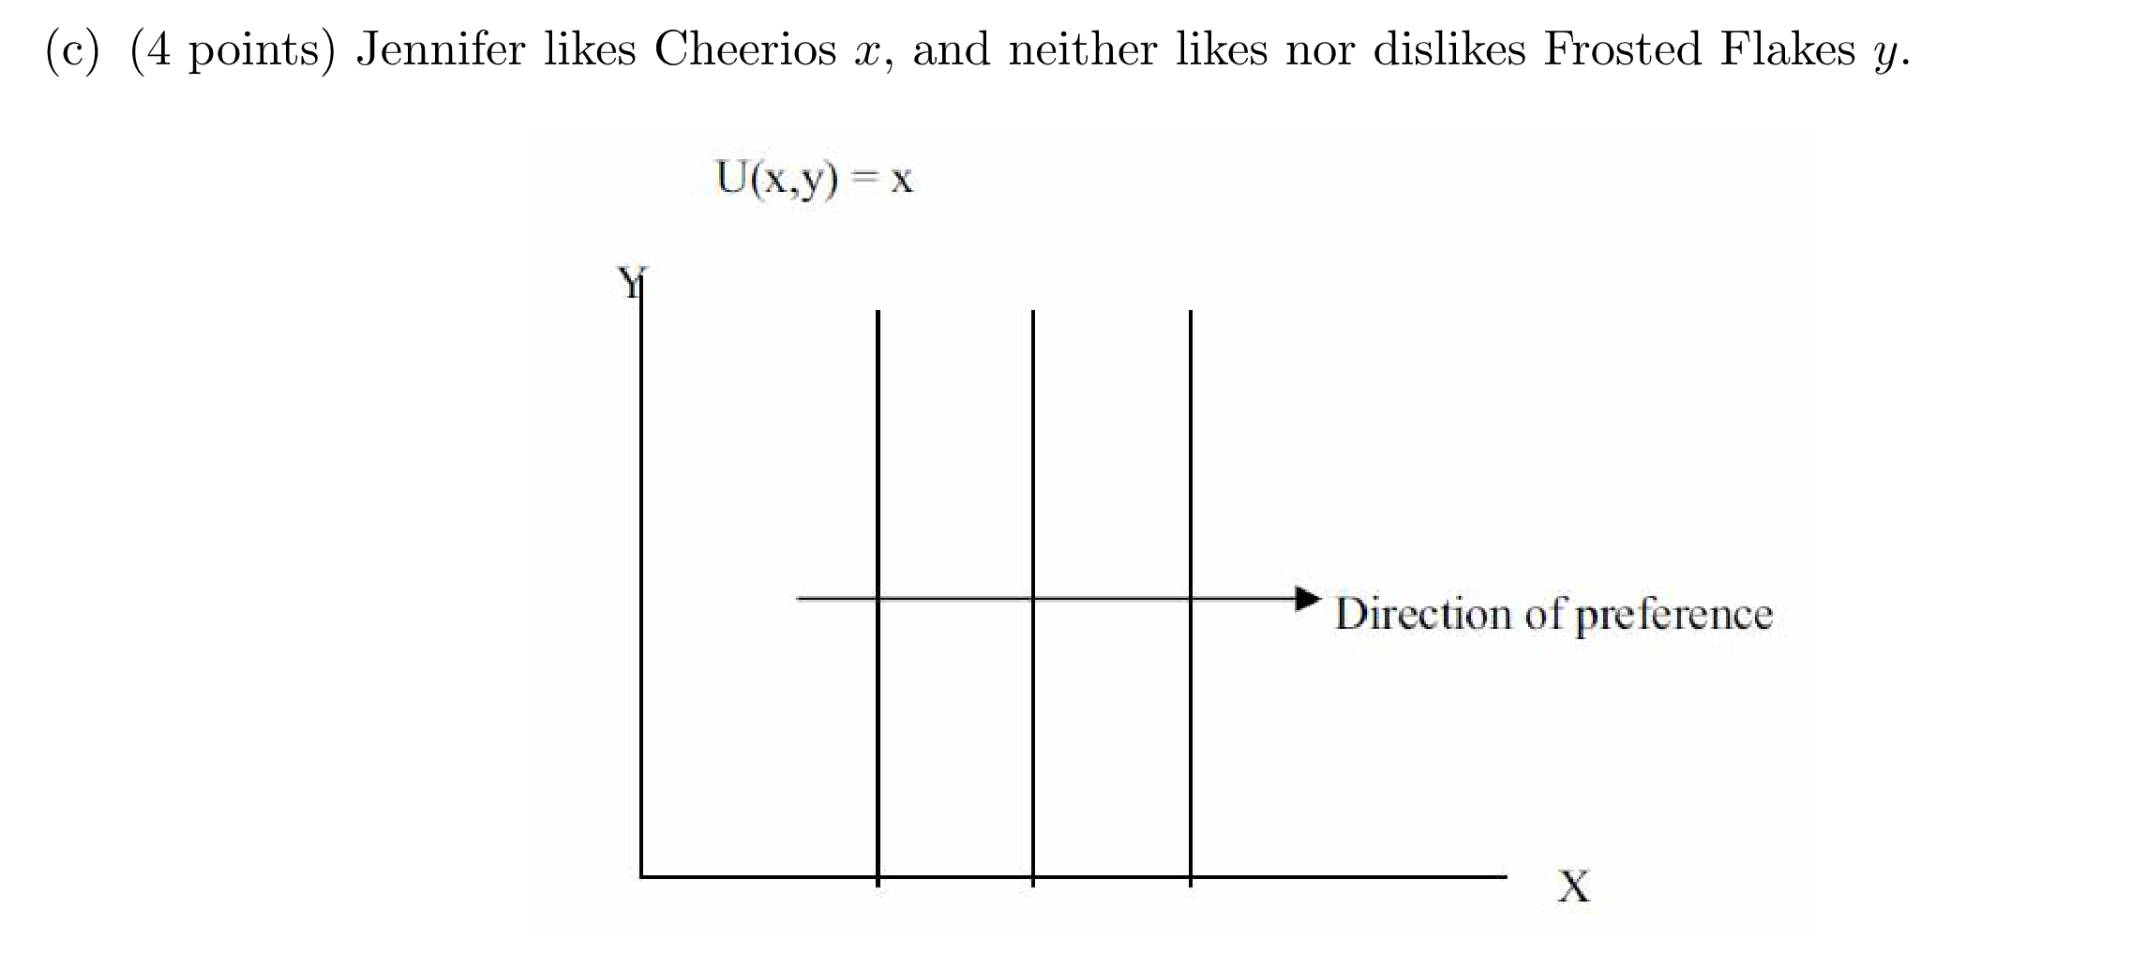 (c) (4 points) Jennifer likes Cheerios x, and neither likes nor dislikes Frosted Flakes y.
U(x,y) = x
Y
Direction of preference
X